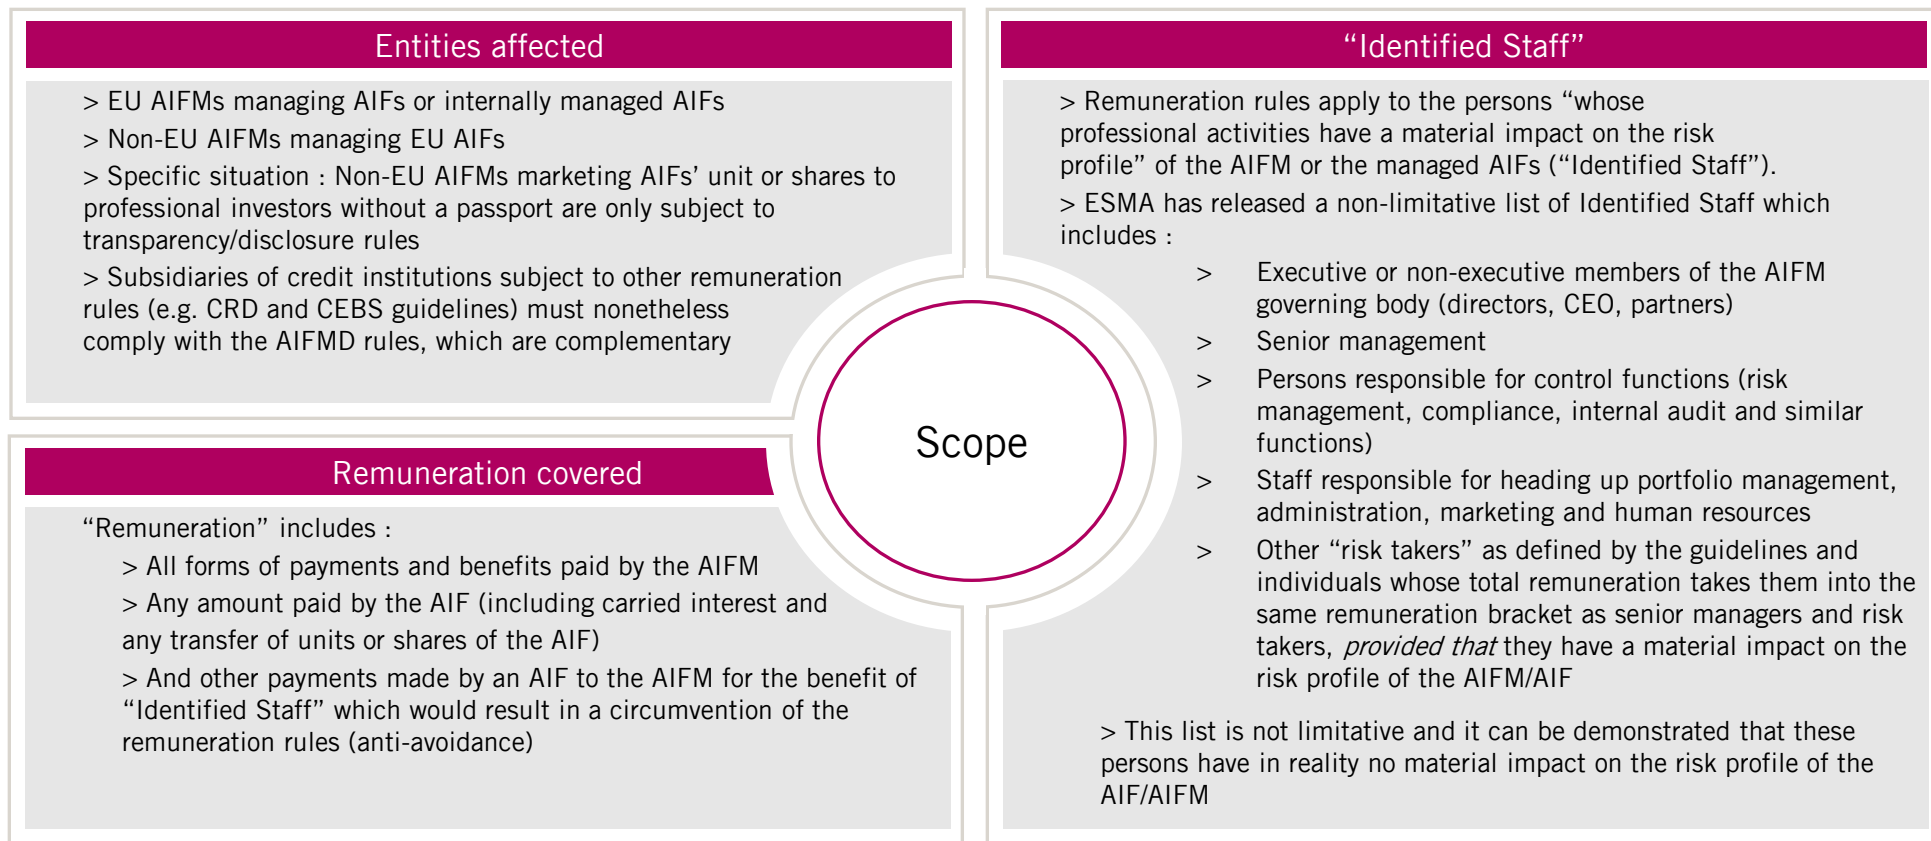 Entities affected
> EU AIFMs managing AIFs or internally managed AIFs
> Non-EU AIFMs managing EU AIFs
> Specific situation : Non-EU AIFMs marketing AIFs’ unit or shares to
professional investors without a passport are only subject to
transparency/disclosure rules
> Subsidiaries of credit institutions subject to other remuneration
rules (e.g. CRD and CEBS guidelines) must nonetheless
comply with the AIFMD rules, which are complementary
Remuneration covered
“Remuneration” includes :
> All forms of payments and benefits paid by the AIFM
> Any amount paid by the AIF (including carried interest and
any transfer of units or shares of the AIF)
> And other payments made by an AIF to the AIFM for the benefit of
“Identified Staff” which would result in a circumvention of the
remuneration rules (anti-avoidance)
Scope
“Identified Staff”
> Remuneration rules apply to the persons “whose
professional activities have a material impact on the risk
profile” of the AIFM or the managed AIFs (“Identified Staff”).
> ESMA has released a non-limitative list of Identified Staff which
includes :
> Executive or non-executive members of the AIFM
governing body (directors, CEO, partners)
> Senior management
> Persons responsible for control functions (risk
management, compliance, internal audit and similar
functions)
> Staff responsible for heading up portfolio management,
administration, marketing and human resources
> Other “risk takers” as defined by the guidelines and
individuals whose total remuneration takes them into the
same remuneration bracket as senior managers and risk
takers, provided that they have a material impact on the
risk profile of the AIFM/AIF
> This list is not limitative and it can be demonstrated that these
persons have in reality no material impact on the risk profile of the
AIF/AIFM